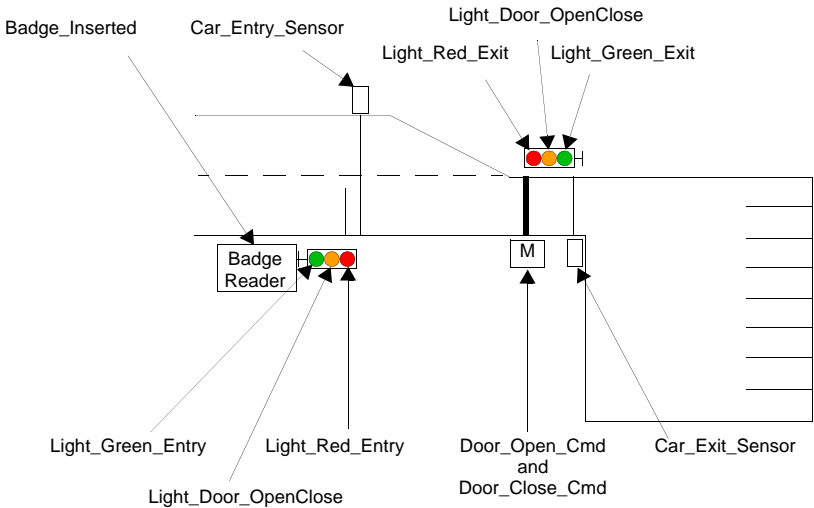 Light_Door_OpenClose
Badge_Inserted
Car_Entry_Sensor
Light_Red_Exit
Light_Green_Exit
Badge
Reader
M
Light_Green_Entry
Light_Red_Entry
Door_Open_Cmd
and
Door_Close_Cmd
Car_Exit_Sensor
Light_Door_OpenClose